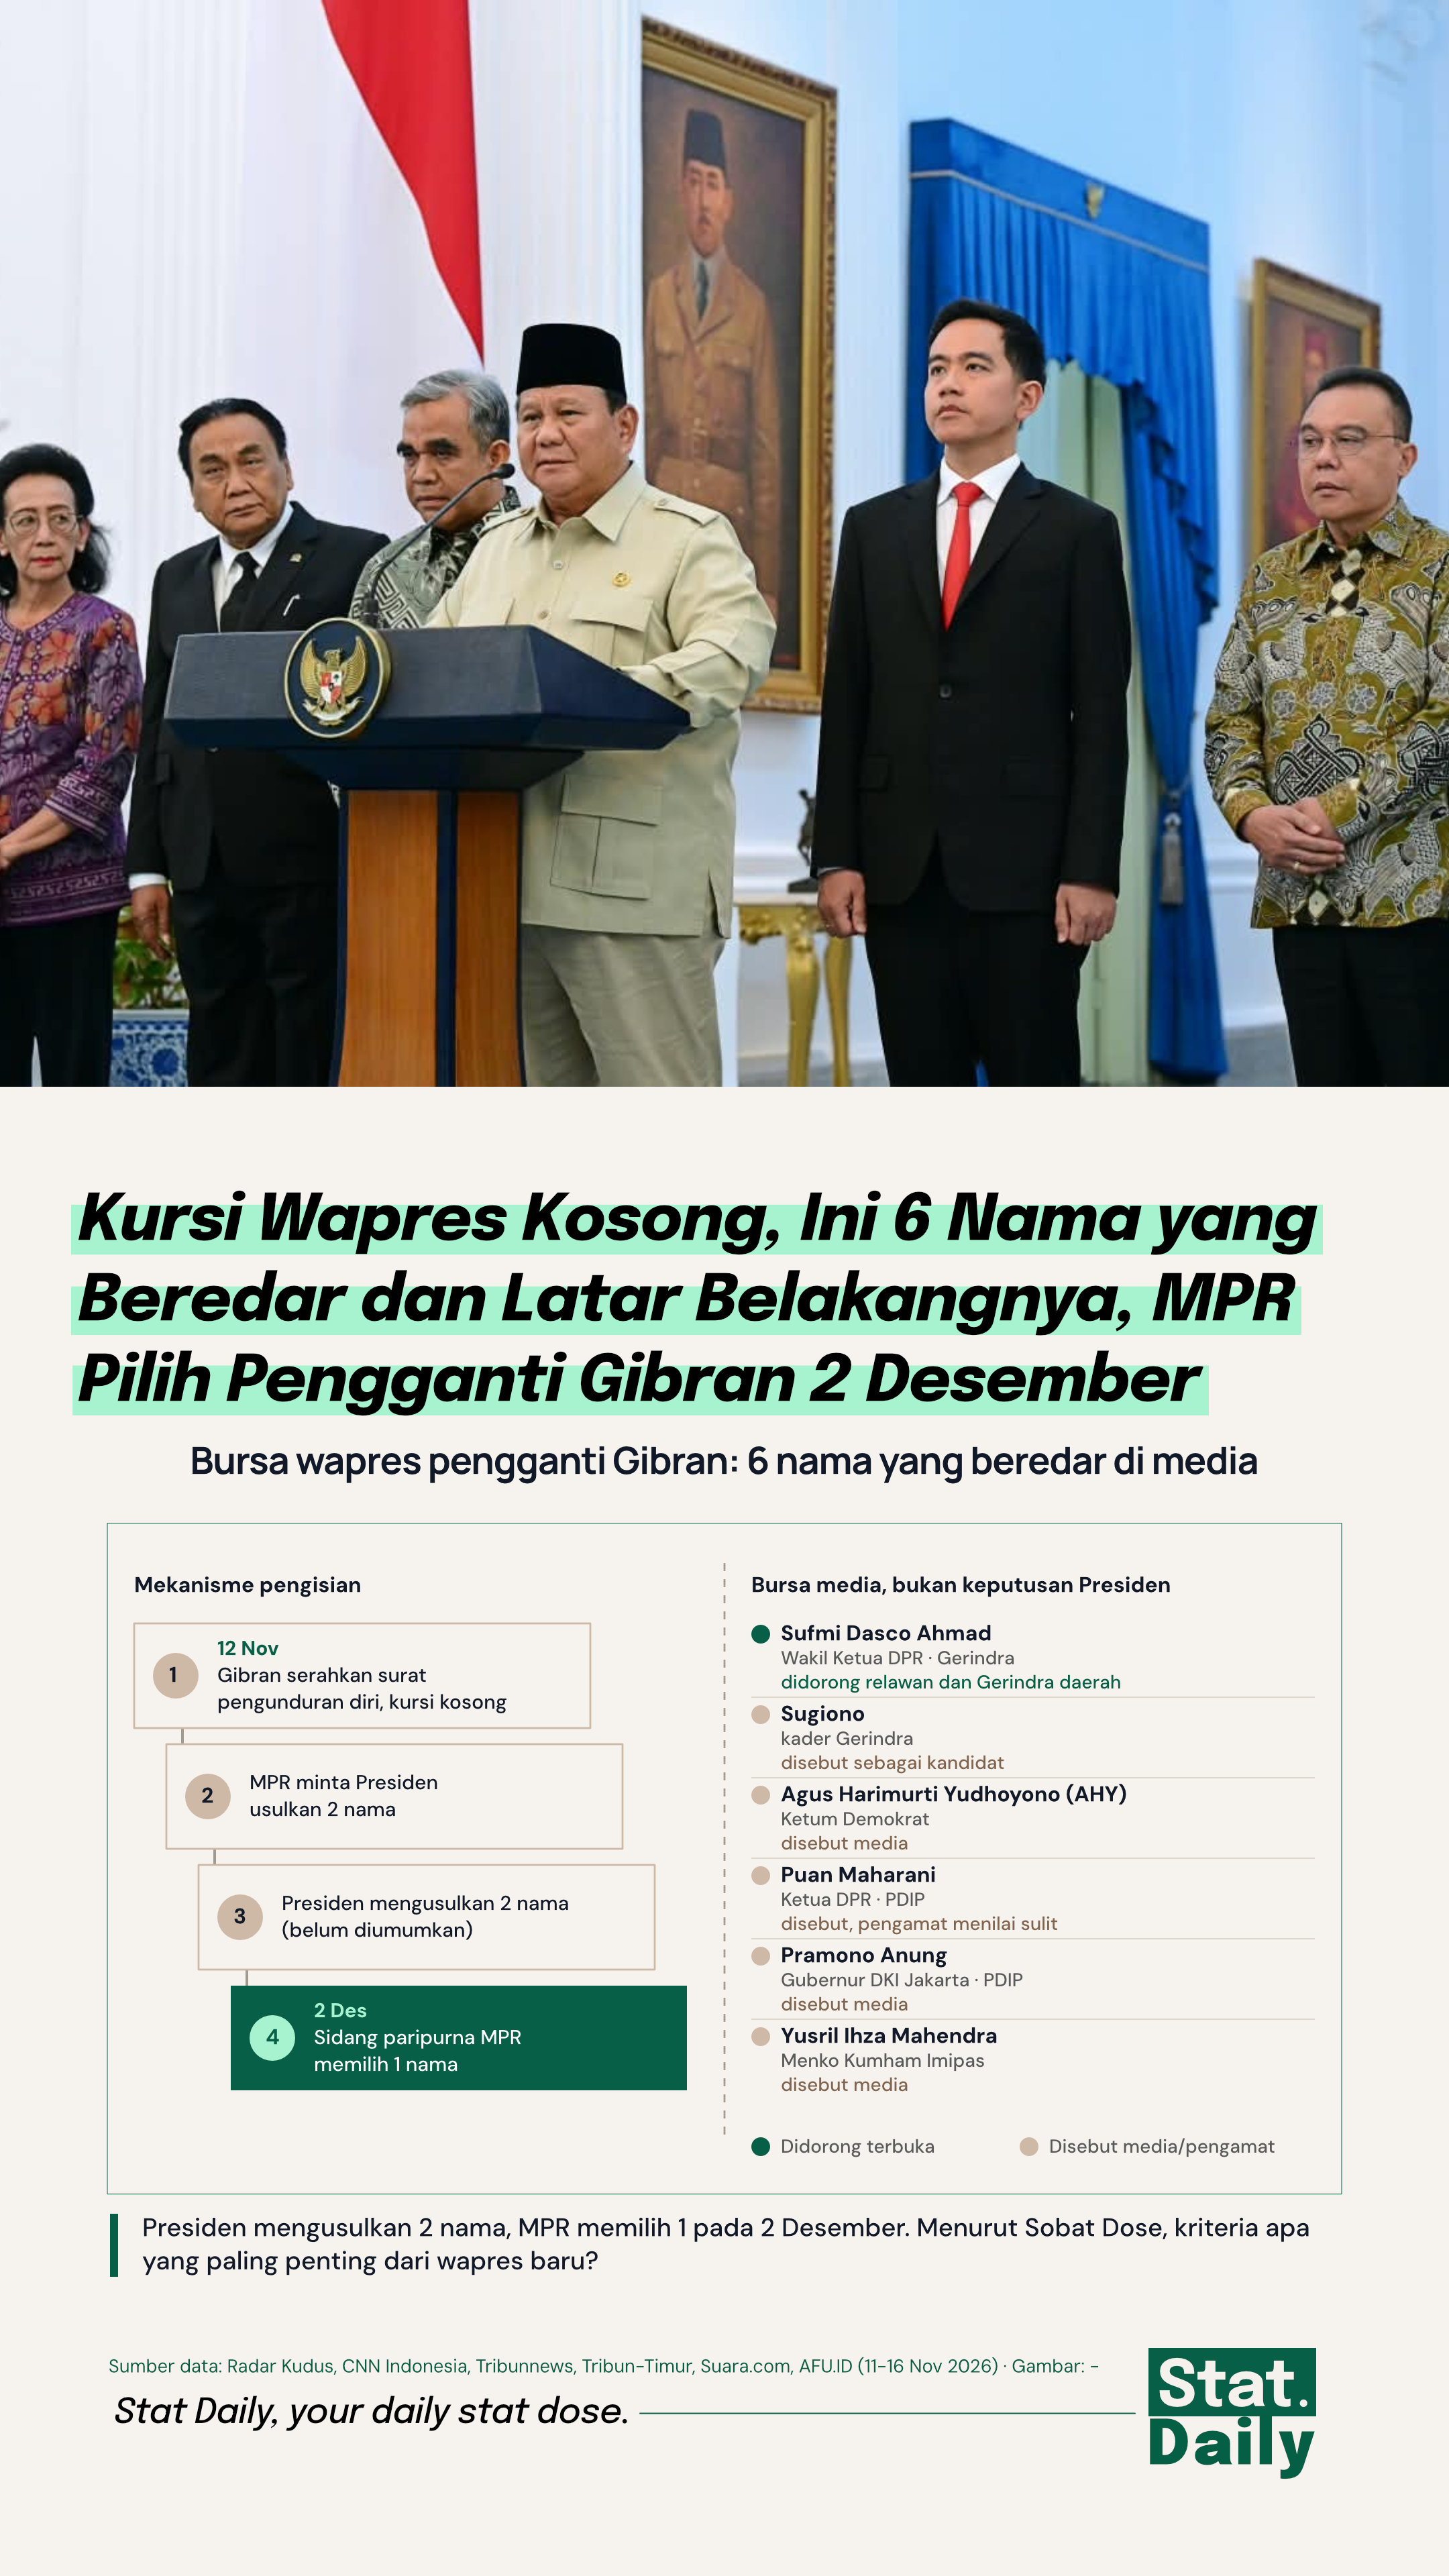 Kursi Wapres Kosong, Ini 6 Nama yang
Beredar dan Latar Belakangnya, MPR
Pilih Pengganti Gibran 2 Desember
Bursa wapres pengganti Gibran: 6 nama yang beredar di media
Mekanisme pengisian
1
12 Nov
Gibran serahkan surat
pengunduran diri, kursi kosong
2
MPR minta Presiden
usulkan 2 nama
3
Presiden mengusulkan 2 nama
(belum diumumkan)
4
2 Des
Sidang paripurna MPR
memilih 1 nama
Bursa media, bukan keputusan Presiden
Sufmi Dasco Ahmad
Wakil Ketua DPR · Gerindra
didorong relawan dan Gerindra daerah
Sugiono
kader Gerindra
disebut sebagai kandidat
Agus Harimurti Yudhoyono (AHY)
Ketum Demokrat
disebut media
Puan Maharani
Ketua DPR · PDIP
disebut, pengamat menilai sulit
Pramono Anung
Gubernur DKI Jakarta · PDIP
disebut media
Yusril Ihza Mahendra
Menko Kumham Imipas
disebut media
Didorong terbuka
Disebut media/pengamat
Presiden mengusulkan 2 nama, MPR memilih 1 pada 2 Desember. Menurut Sobat Dose, kriteria apa
yang paling penting dari wapres baru?
Sumber data: Radar Kudus, CNN Indonesia, Tribunnews, Tribun-Timur, Suara.com, AFU.ID (11–16 Nov 2026) · Gambar: -
Stat Daily, your daily stat dose.
Stat.
Daily